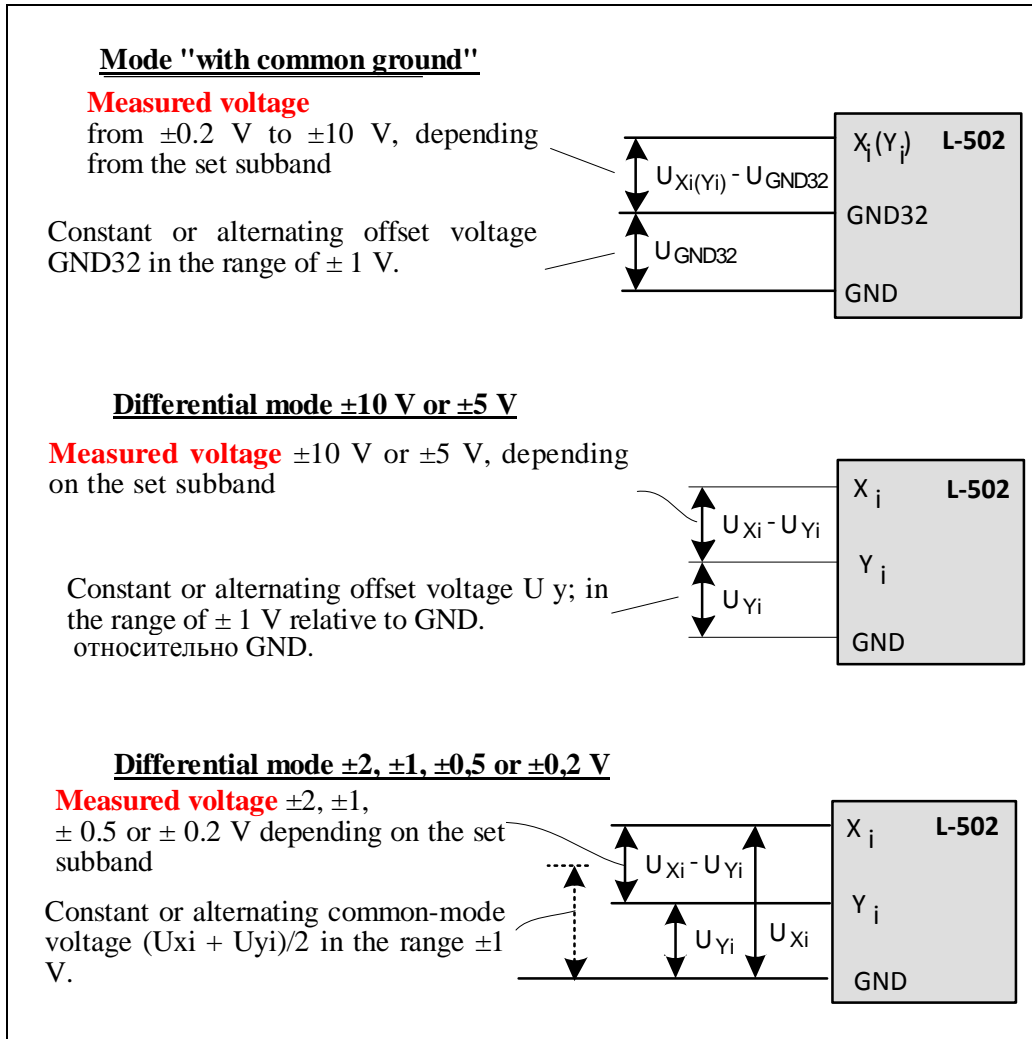 Mode "with common ground"
Measured voltage
from ±0.2 V to ±10 V, depending
from the set subband
Constant or alternating offset voltage
GND32 in the range of ± 1 V.
U Xi(Yi) - U GND32
U GND32
X i (Y i)
L-502
GND32
GND
Differential mode ±10 V or ±5 V
Measured voltage ±10 V or ±5 V, depending
on the set subband
Constant or alternating offset voltage U y; in
the range of ± 1 V relative to GND.
относительно GND.
U Xi - U Yi
U Yi
X i
L-502
Y i
GND
Differential mode ±2, ±1, ±0,5 or ±0,2 V
Measured voltage ±2, ±1,
± 0.5 or ± 0.2 V depending on the set
subband
Constant or alternating common-mode
voltage (Uxi + Uyi)/2 in the range ±1
V.
U Xi - U Yi
U Yi
U Xi
X i
L-502
Y i
GND